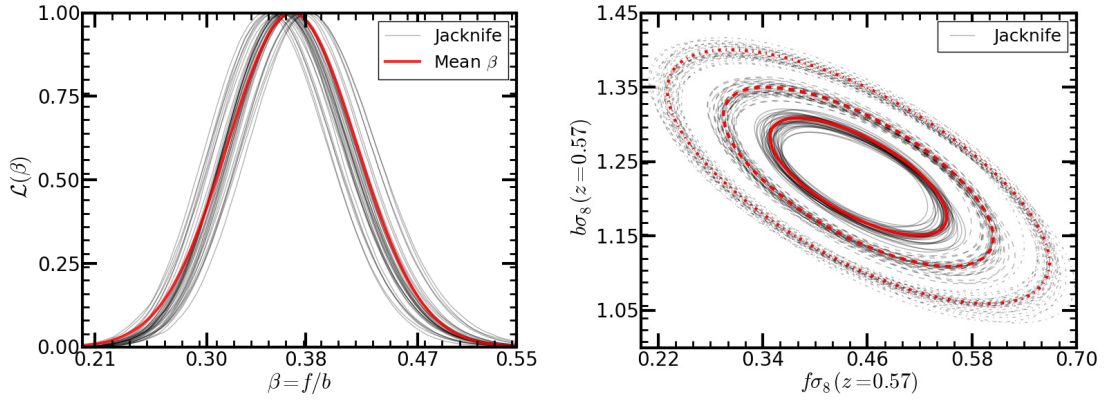 1.00
0.75
0.50
0.25
0.00
ℒ(β)
0.21 0.30 0.38 0.47 0.55
β=f/b
Jacknife
Mean β
1.45
1.35
1.25
1.15
1.05
bσ₈(z=0.57)
0.22 0.34 0.46 0.58 0.70
fσ₈(z=0.57)
Jacknife